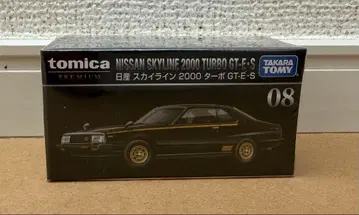 tomica
PREMIUM
NISSAN SKYLINE 2000 TURBO GT-E·S
日産 スカイライン 2000 ターボ GT-E·S
TAKARA
TOMY
08